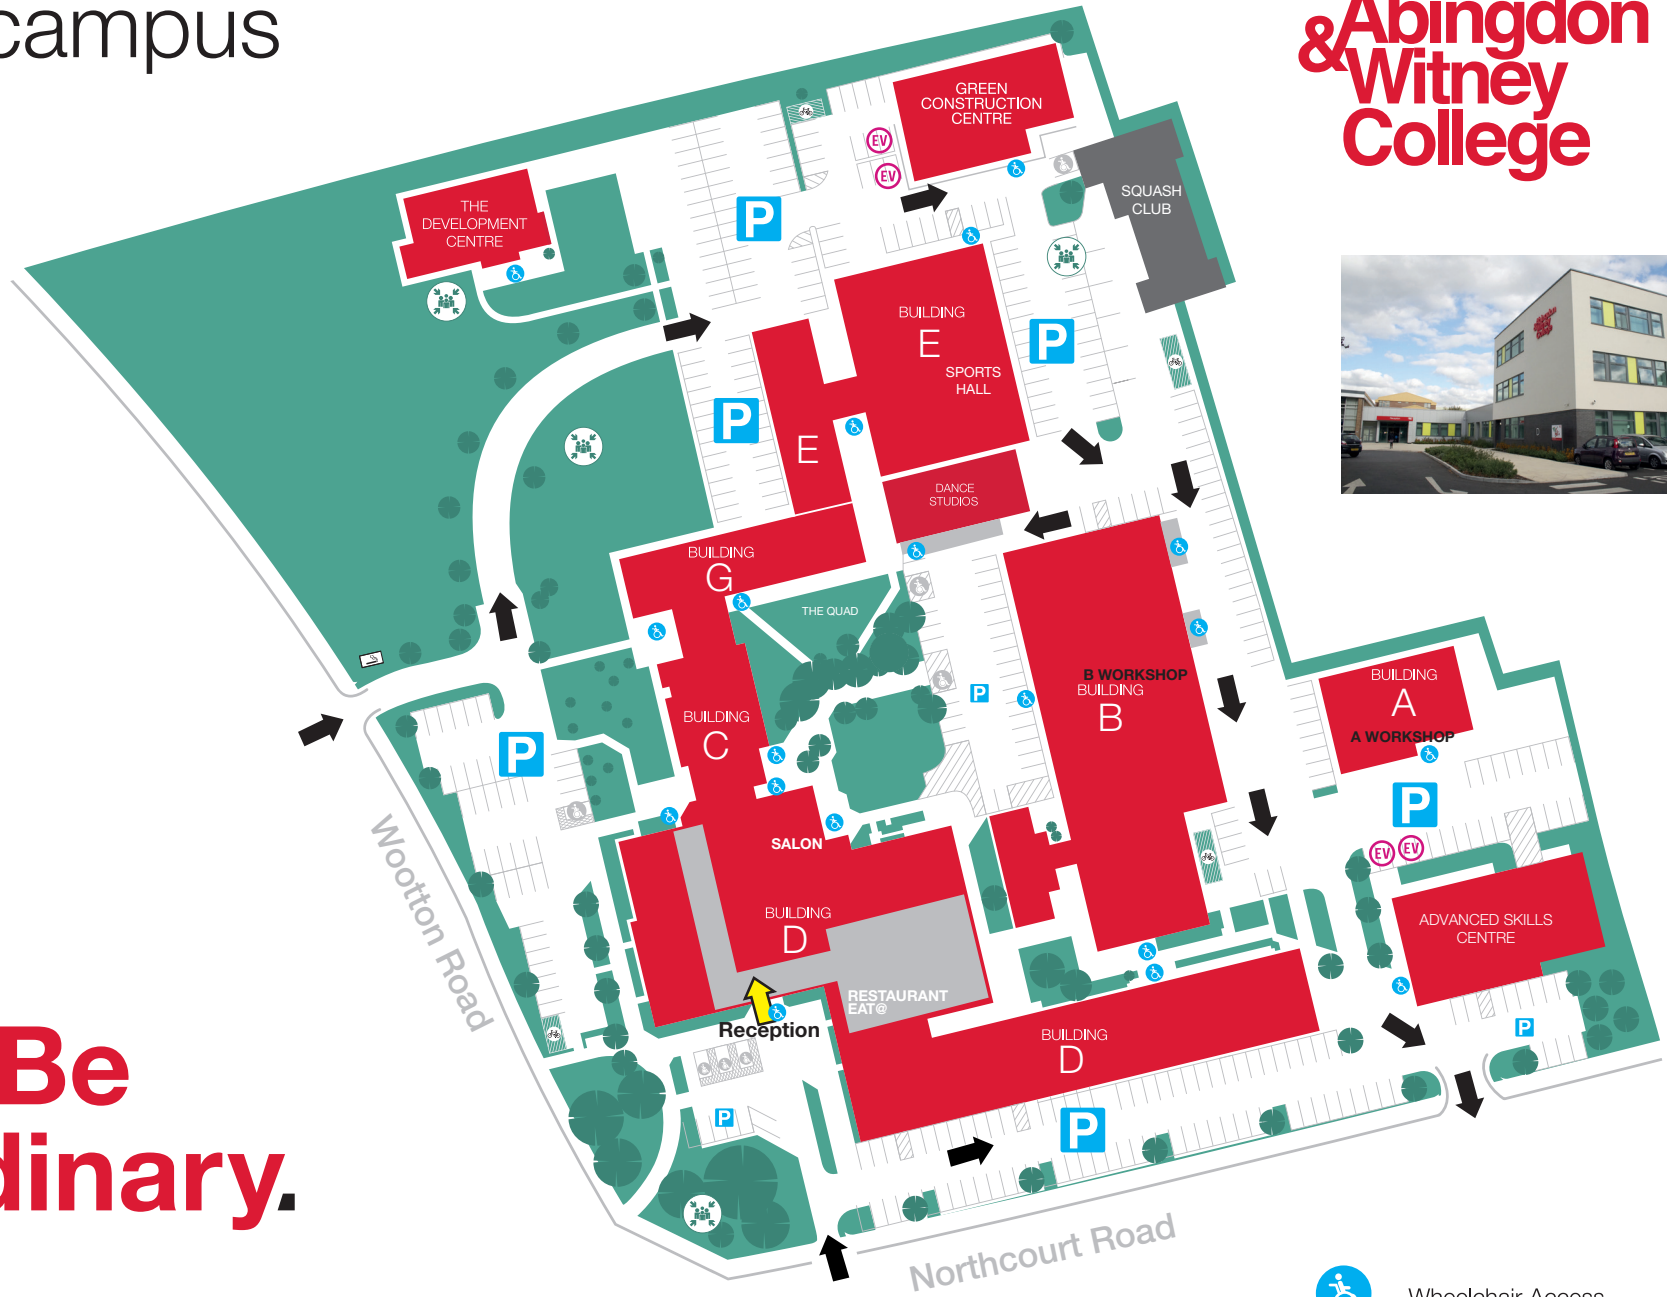 campus
Abingdon
&Witney
College
GREEN
CONSTRUCTION
CENTRE
EV
EV
SQUASH
CLUB
THE
DEVELOPMENT
CENTRE
P
BUILDING
E
SPORTS
HALL
P
P
E
DANCE
STUDIOS
BUILDING
G
THE QUAD
B WORKSHOP
BUILDING
B
P
BUILDING
A
A WORKSHOP
BUILDING
C
P
P
EV
EV
SALON
BUILDING
D
ADVANCED SKILLS
CENTRE
RESTAURANT
EAT@
Reception
BUILDING
D
P
P
P
Wootton Road
Northcourt Road
Be
dinary.
Wheelchair Access